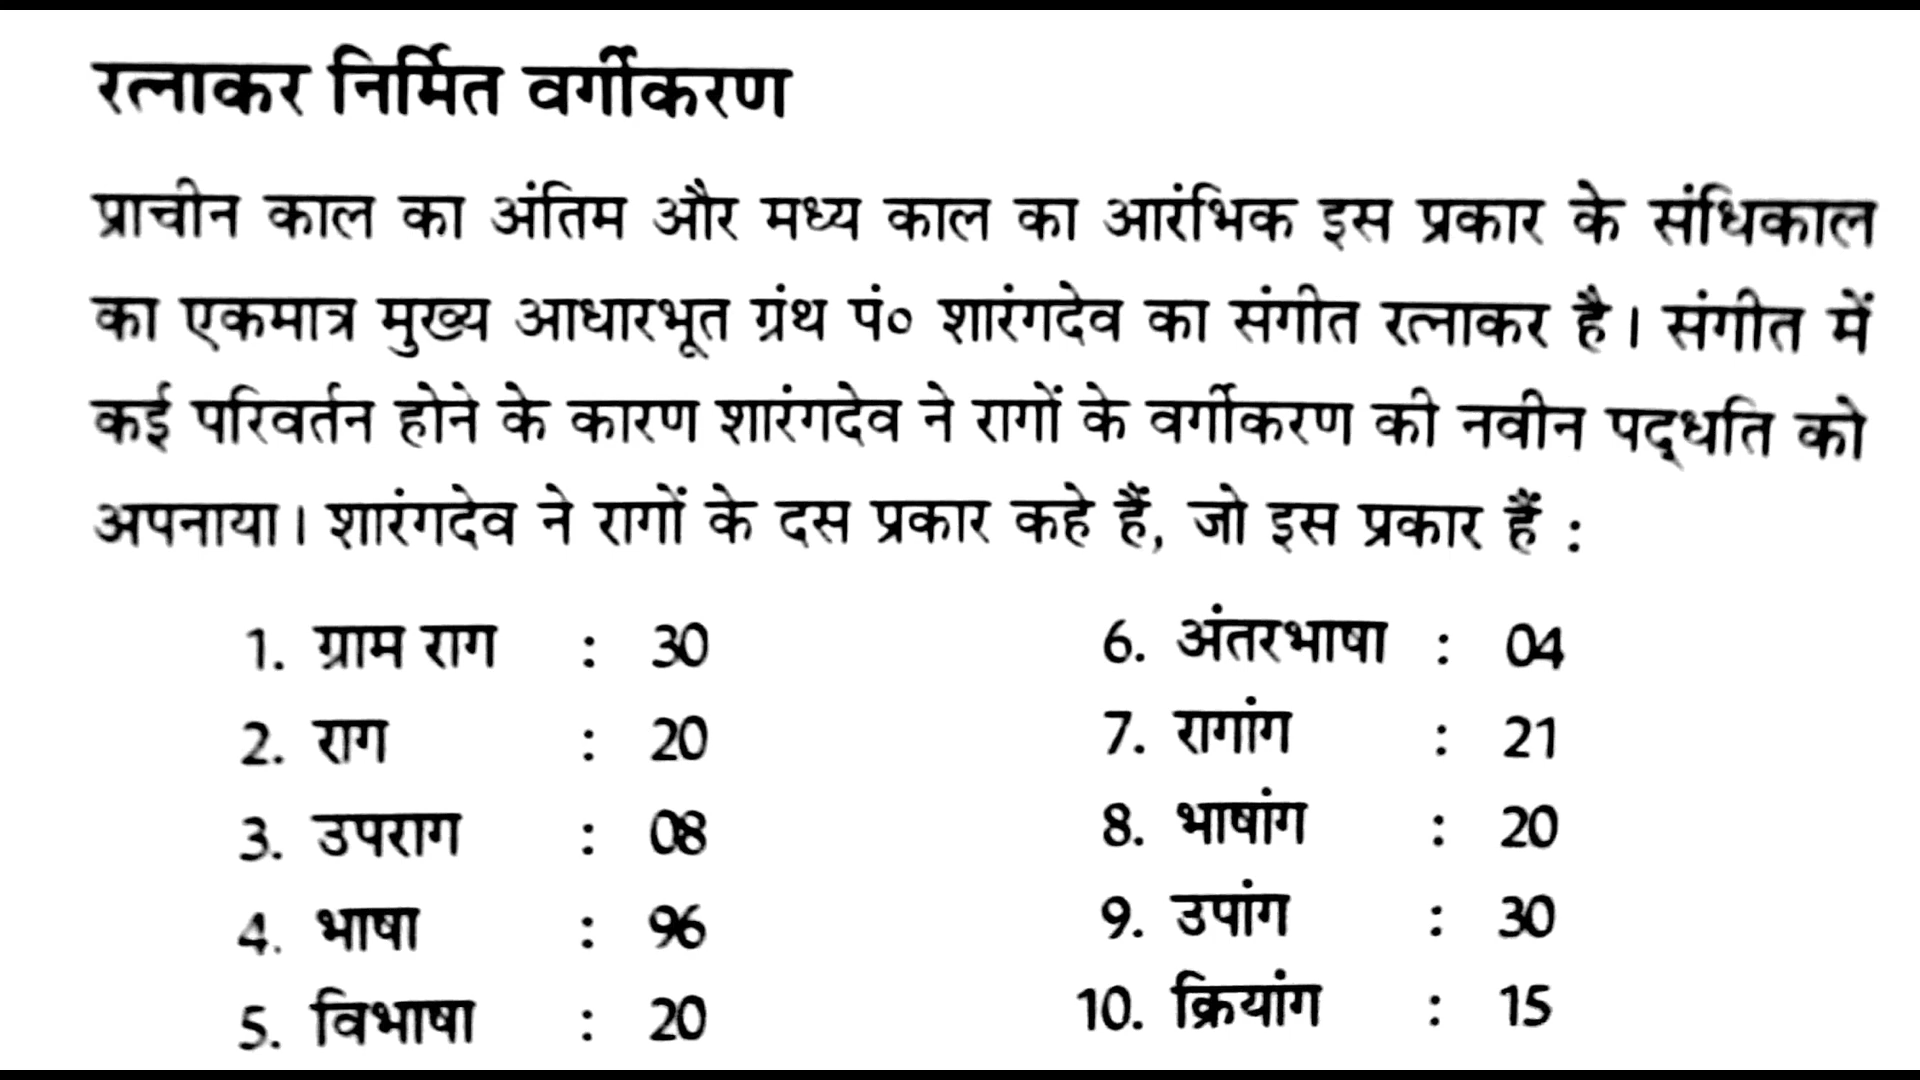 रत्नाकर निर्मित वर्गीकरण
प्राचीन काल का अंतिम और मध्य काल का आरंभिक इस प्रकार के संधिकाल
का एकमात्र मुख्य आधारभूत ग्रंथ पं० शारंगदेव का संगीत रत्नाकर है। संगीत में
कई परिवर्तन होने के कारण शारंगदेव ने रागों के वर्गीकरण की नवीन पद्धति को
अपनाया। शारंगदेव ने रागों के दस प्रकार कहे हैं, जो इस प्रकार हैं :
1. ग्राम राग : 30
2. राग : 20
3. उपराग : 08
4. भाषा : 96
5. विभाषा : 20
6. अंतरभाषा : 04
7. रागांग : 21
8. भाषांग : 20
9. उपांग : 30
10. क्रियांग : 15